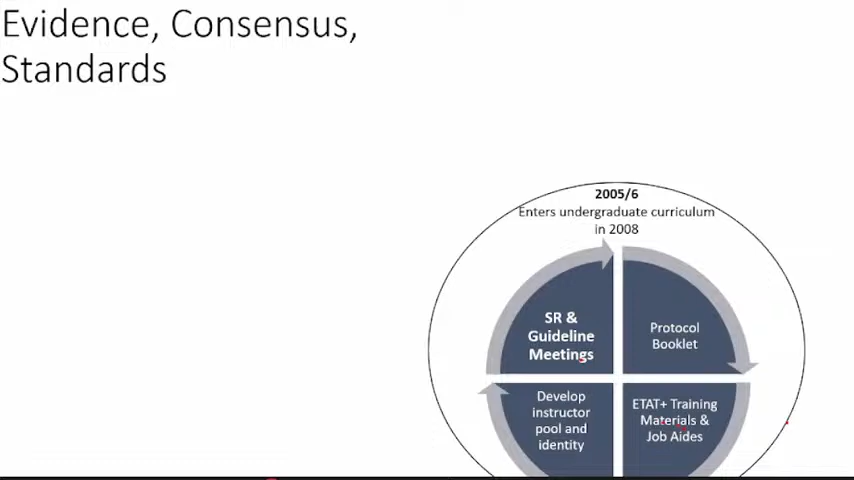 Evidence, Consensus,
Standards
2005/6
Enters undergraduate curriculum
in 2008
SR &
Guideline
Meetings
Protocol
Booklet
Develop
instructor
pool and
identity
ETAT+ Training
Materials &
Job Aides